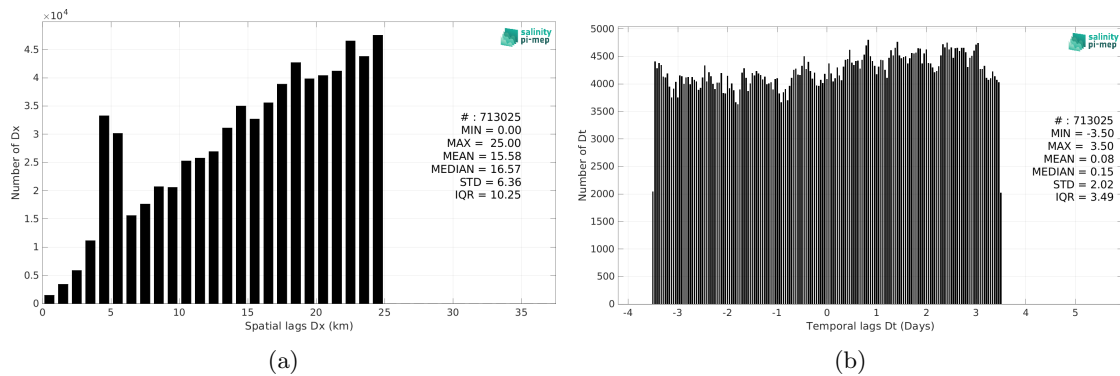 ×10⁴
4.5
4
3.5
3
2.5
2
1.5
1
0.5
0
Number of Dx
0 5 10 15 20 25 30 35
Spatial lags Dx (km)
salinity
pi-mep
# : 713025
MIN = 0.00
MAX = 25.00
MEAN = 15.58
MEDIAN = 16.57
STD = 6.36
IQR = 10.25
(a)
5000
4500
4000
3500
3000
2500
2000
1500
1000
500
0
Number of Dt
-4 -3 -2 -1 0 1 2 3 4 5
Temporal lags Dt (Days)
salinity
pi-mep
# : 713025
MIN = -3.50
MAX = 3.50
MEAN = 0.08
MEDIAN = 0.15
STD = 2.02
IQR = 3.49
(b)